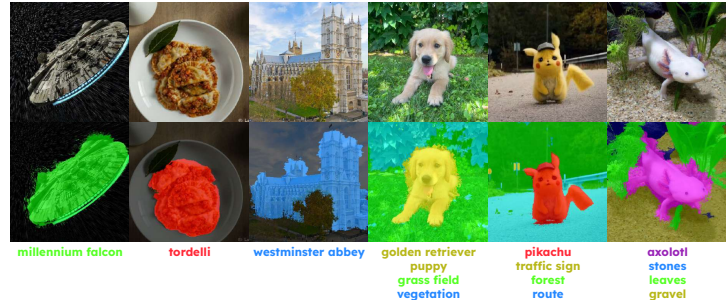 millennium falcon
tordelli
westminster abbey
golden retriever
puppy
grass field
vegetation
pikachu
traffic sign
forest
route
axolotl
stones
leaves
gravel